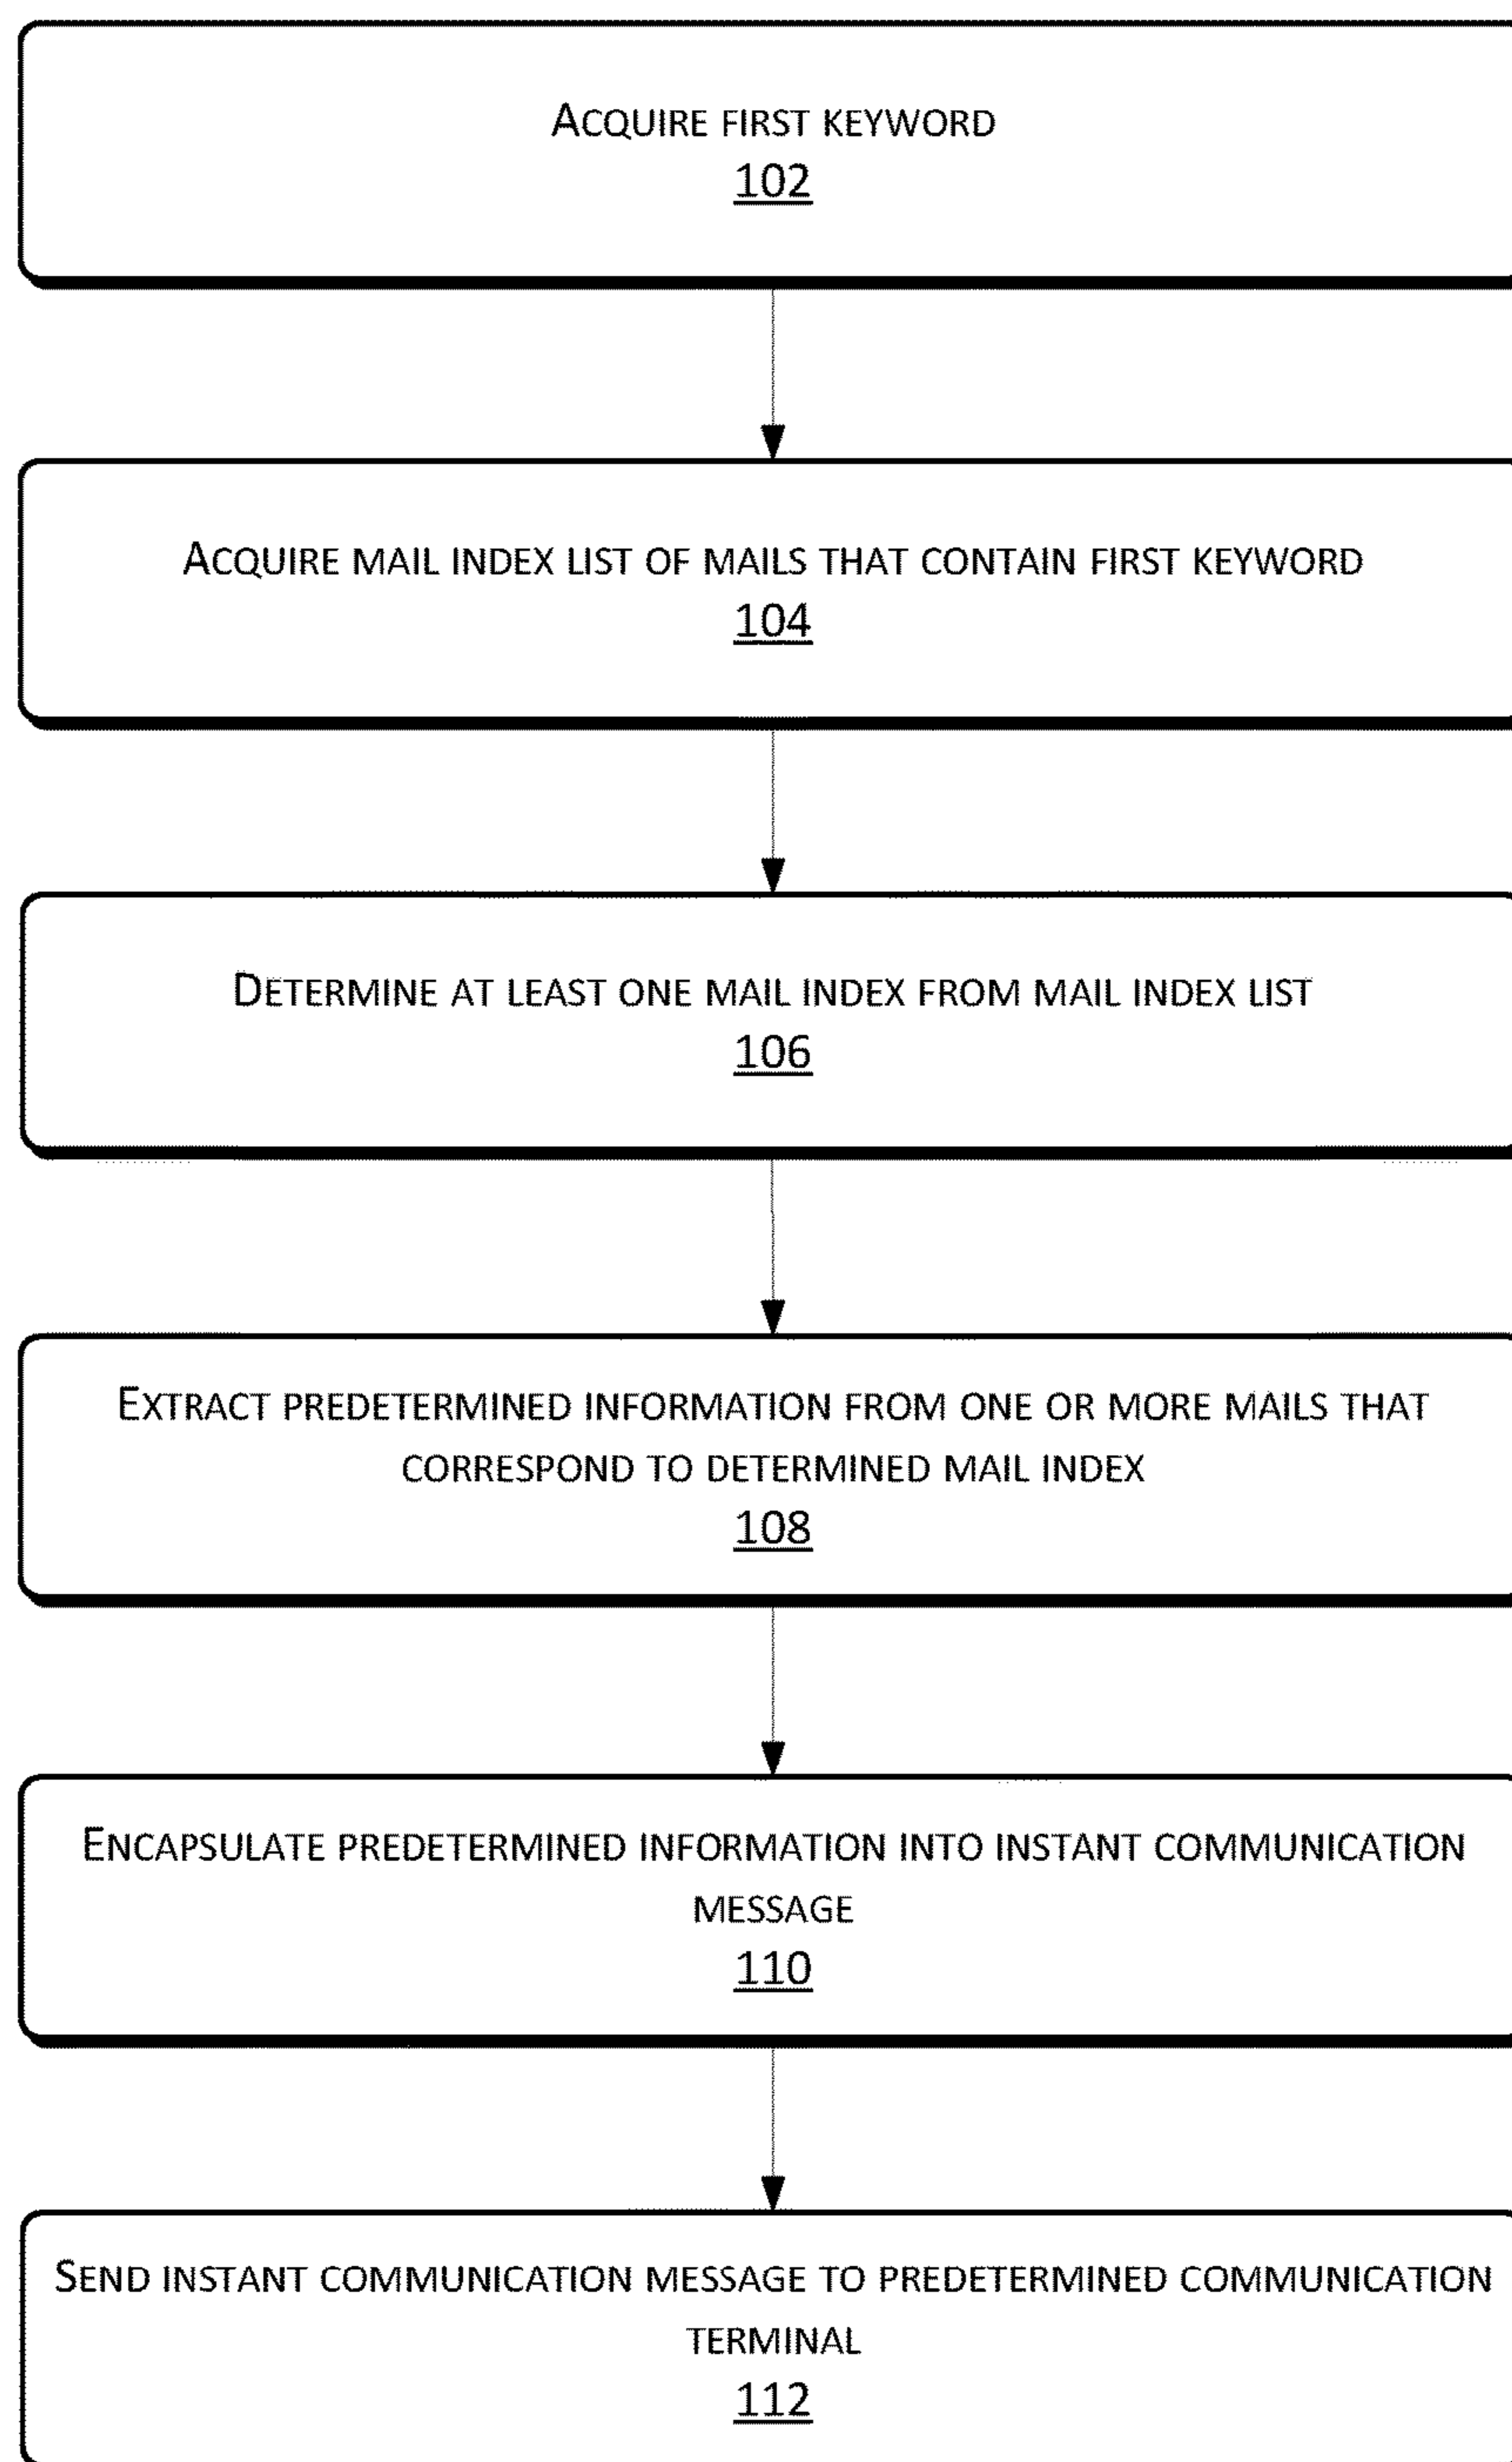 ACQUIRE FIRST KEYWORD
102
ACQUIRE MAIL INDEX LIST OF MAILS THAT CONTAIN FIRST KEYWORD
104
DETERMINE AT LEAST ONE MAIL INDEX FROM MAIL INDEX LIST
106
EXTRACT PREDETERMINED INFORMATION FROM ONE OR MORE MAILS THAT
CORRESPOND TO DETERMINED MAIL INDEX
108
ENCAPSULATE PREDETERMINED INFORMATION INTO INSTANT COMMUNICATION
MESSAGE
110
SEND INSTANT COMMUNICATION MESSAGE TO PREDETERMINED COMMUNICATION
TERMINAL
112